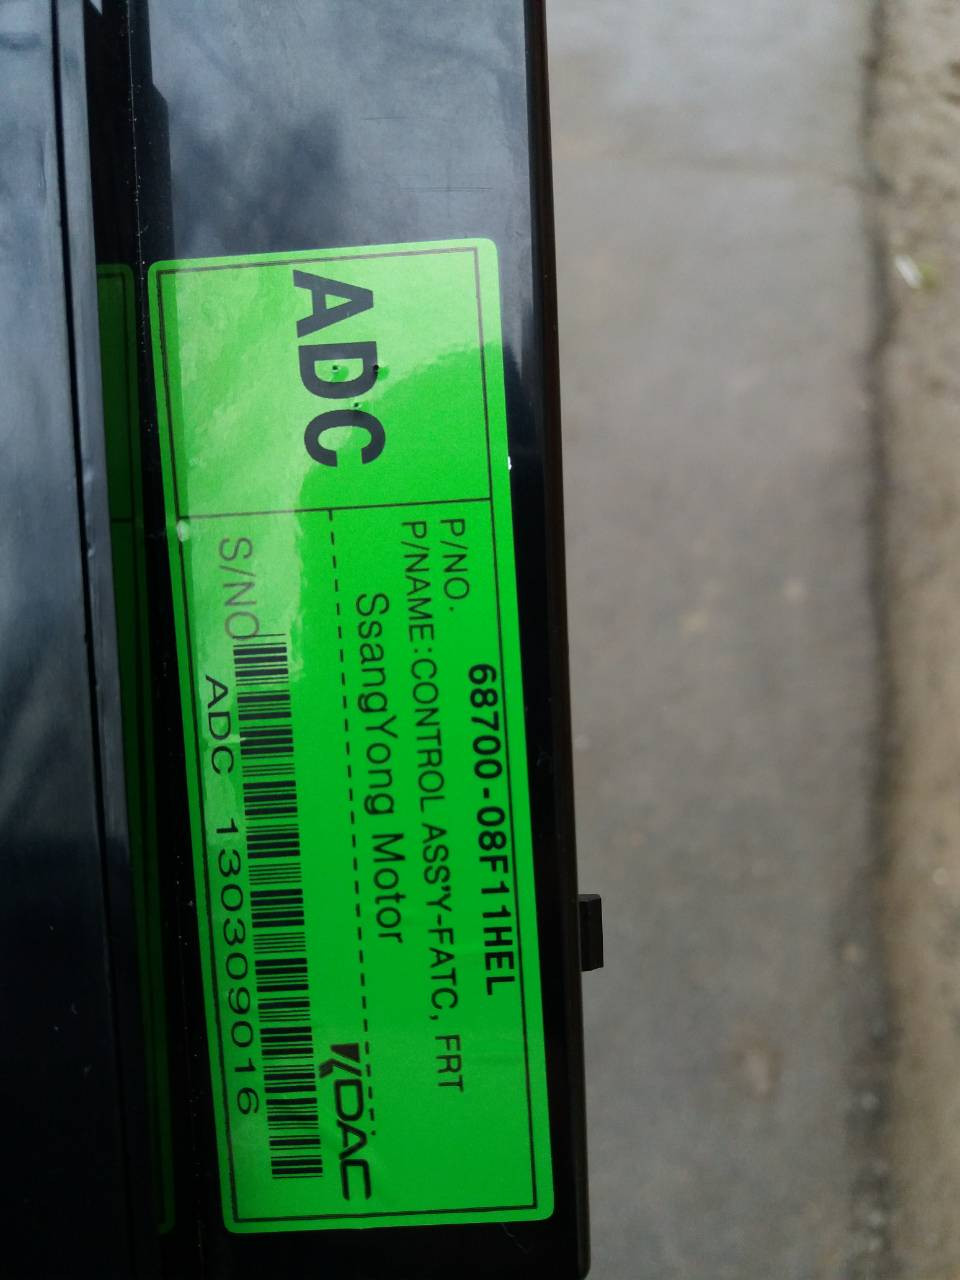 ADC
P/NO. 68700-08F11HEL
P/NAME:CONTROL ASS'Y-FATC, FRT
SsangYong Motor
KDAC
S/NO
ADC 130309016